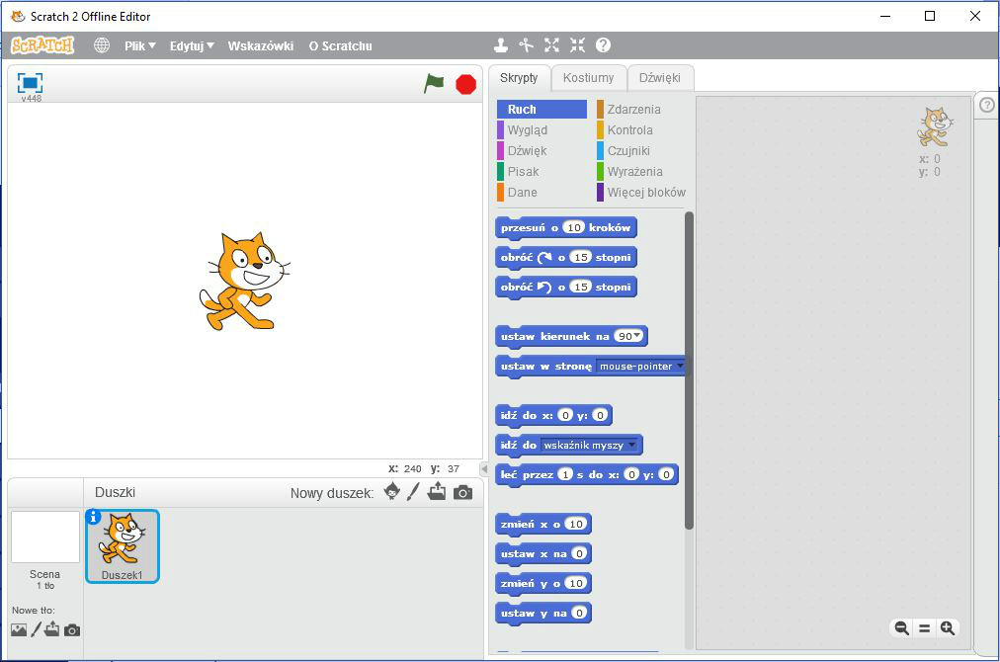 Scratch 2 Offline Editor
SCRATCH Plik Edytuj Wskazówki O Scratchu
v448
Skrypty Kostiumy Dźwięki
Ruch Zdarzenia
Wygląd Kontrola
Dźwięk Czujniki
Pisak Wyrażenia
Dane Więcej bloków
x: 0
y: 0
przesuń o 10 kroków
obróć o 15 stopni
obróć o 15 stopni
ustaw kierunek na 90
ustaw w stronę mouse-pointer
idź do x: 0 y: 0
idź do wskaźnik myszy
leć przez 1 s do x: 0 y: 0
zmień x o 10
ustaw x na 0
zmień y o 10
ustaw y na 0
x: 240 y: 37
Duszki Nowy duszek:
Scena
1 tło
Duszek1
Nowe tło: